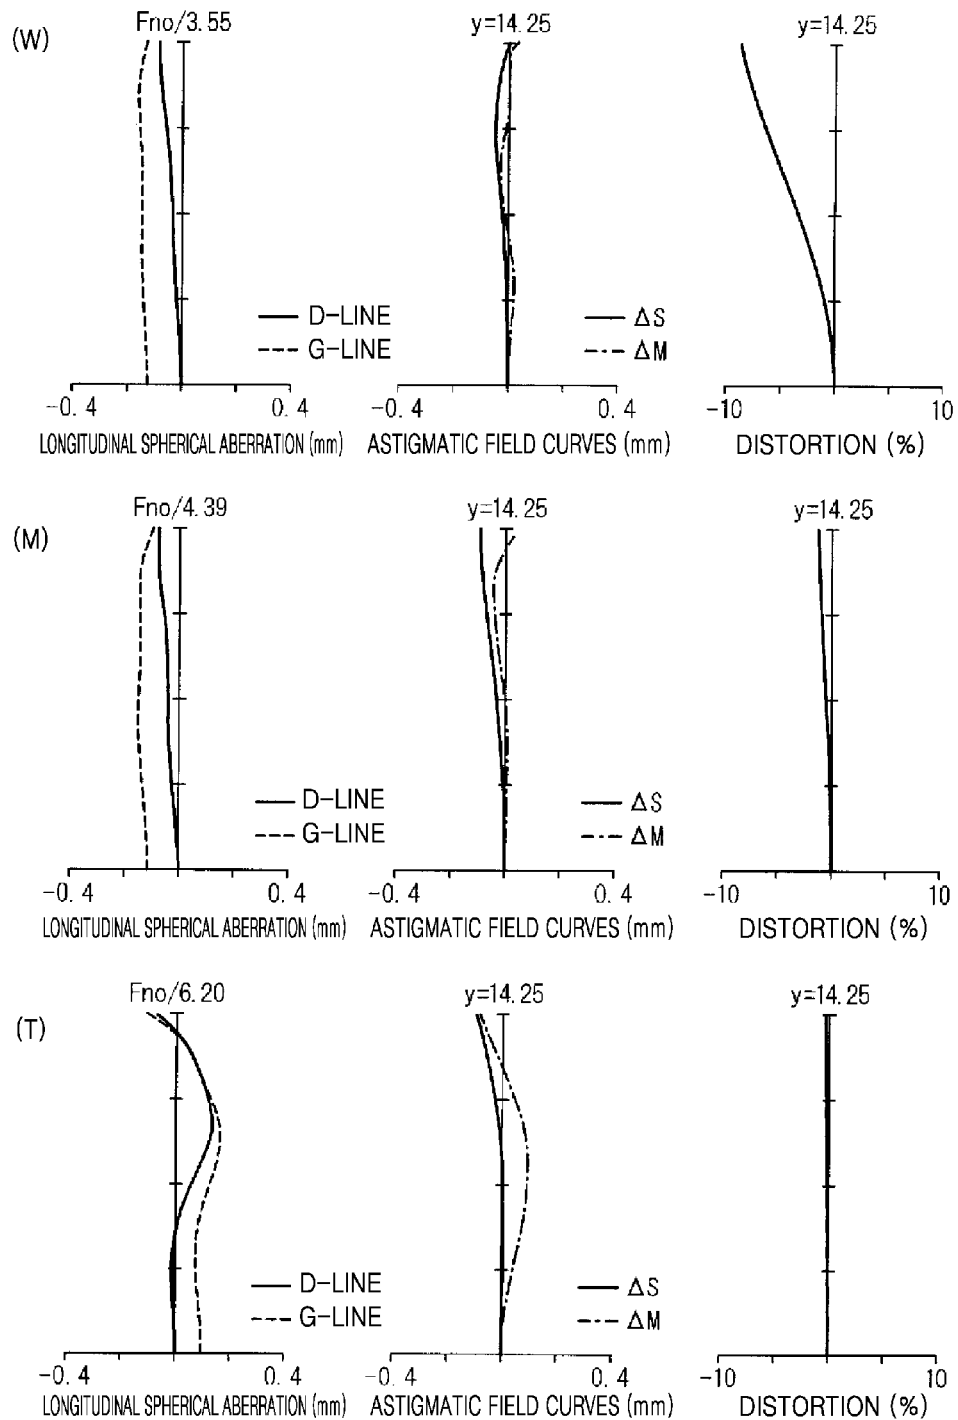 (W)
Fno/3.55
y=14.25
y=14.25
D-LINE
G-LINE
ΔS
ΔM
-0.4
0.4
-0.4
0.4
-10
10
LONGITUDINAL SPHERICAL ABERRATION (mm)
ASTIGMATIC FIELD CURVES (mm)
DISTORTION (%)
(M)
Fno/4.39
y=14.25
y=14.25
D-LINE
G-LINE
ΔS
ΔM
-0.4
0.4
-0.4
0.4
-10
10
LONGITUDINAL SPHERICAL ABERRATION (mm)
ASTIGMATIC FIELD CURVES (mm)
DISTORTION (%)
(T)
Fno/6.20
y=14.25
y=14.25
D-LINE
G-LINE
ΔS
ΔM
-0.4
0.4
-0.4
0.4
-10
10
LONGITUDINAL SPHERICAL ABERRATION (mm)
ASTIGMATIC FIELD CURVES (mm)
DISTORTION (%)